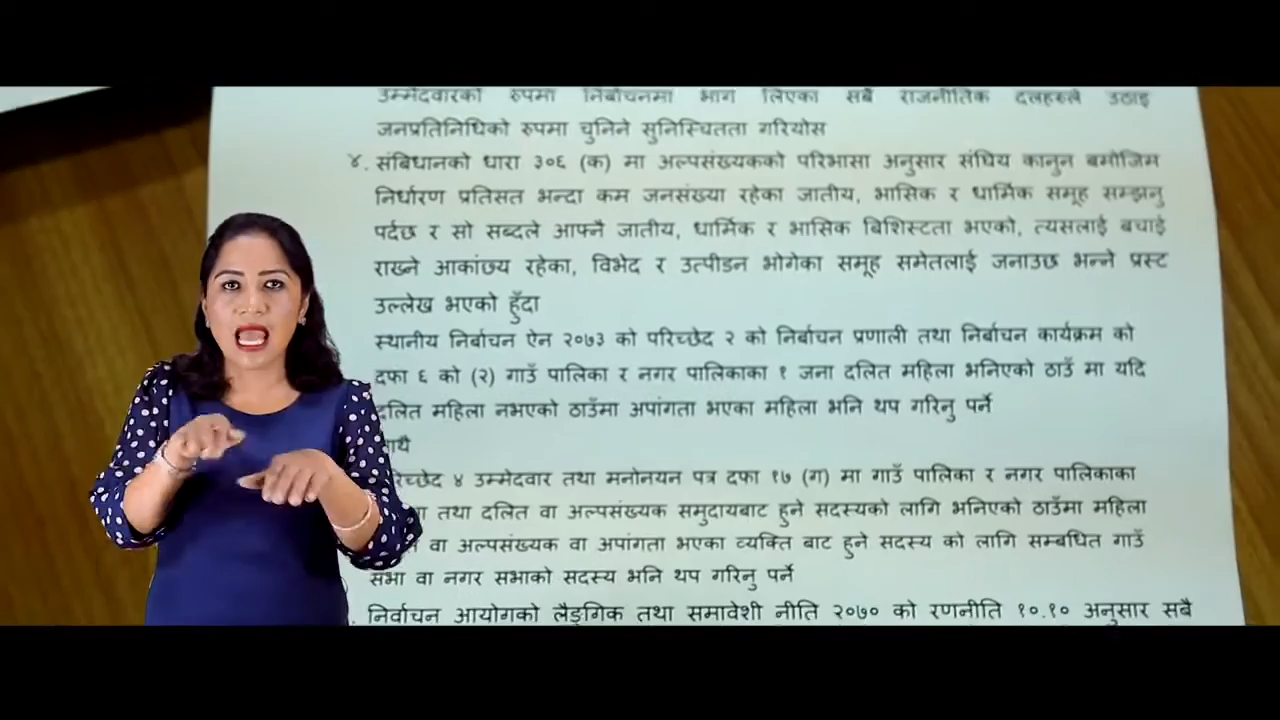 उम्मेदवारको रुपमा निर्बाचनमा भाग लिएका सबै राजनीतिक दलहरुले उठाइ
जनप्रतिनिधिको रुपमा चुनिने सुनिस्चितता गरियोस
४. संबिधानको धारा ३०६ (क) मा अल्पसंख्यकको परिभासा अनुसार संघिय कानुन बमोजिम
निर्धारण प्रतिसत भन्दा कम जनसंख्या रहेका जातीय, भासिक र धार्मिक समूह सम्झनु
पर्दछ र सो सब्दले आफ्नै जातीय, धार्मिक र भासिक बिशिस्टता भएको, त्यसलाई बचाई
राख्ने आकांछ्य रहेका, विभेद र उत्पीडन भोगेका समूह समेतलाई जनाउछ भन्ने प्रस्ट
उल्लेख भएको हुँदा
स्थानीय निर्बाचन ऐन २०७३ को परिच्छेद २ को निर्बाचन प्रणाली तथा निर्बाचन कार्यक्रम को
दफा ६ को (२) गाउँ पालिका र नगर पालिकाका १ जना दलित महिला भनिएको ठाउँ मा यदि
दलित महिला नभएको ठाउँमा अपांगता भएका महिला भनि थप गरिनु पर्ने
ाथै
रिच्छेद ४ उम्मेदवार तथा मनोनयन पत्र दफा १७ (ग) मा गाउँ पालिका र नगर पालिकाका
तथा दलित वा अल्पसंख्यक समुदायबाट हुने सदस्यको लागि भनिएको ठाउँमा महिला
वा अल्पसंख्यक वा अपांगता भएका व्यक्ति बाट हुने सदस्य को लागि सम्बधित गाउँ
सभा वा नगर सभाको सदस्य भनि थप गरिनु पर्ने
. निर्वाचन आयोगको लैङ्गिक तथा समावेशी नीति २०७० को रणनीति १०.१० अनुसार सबै